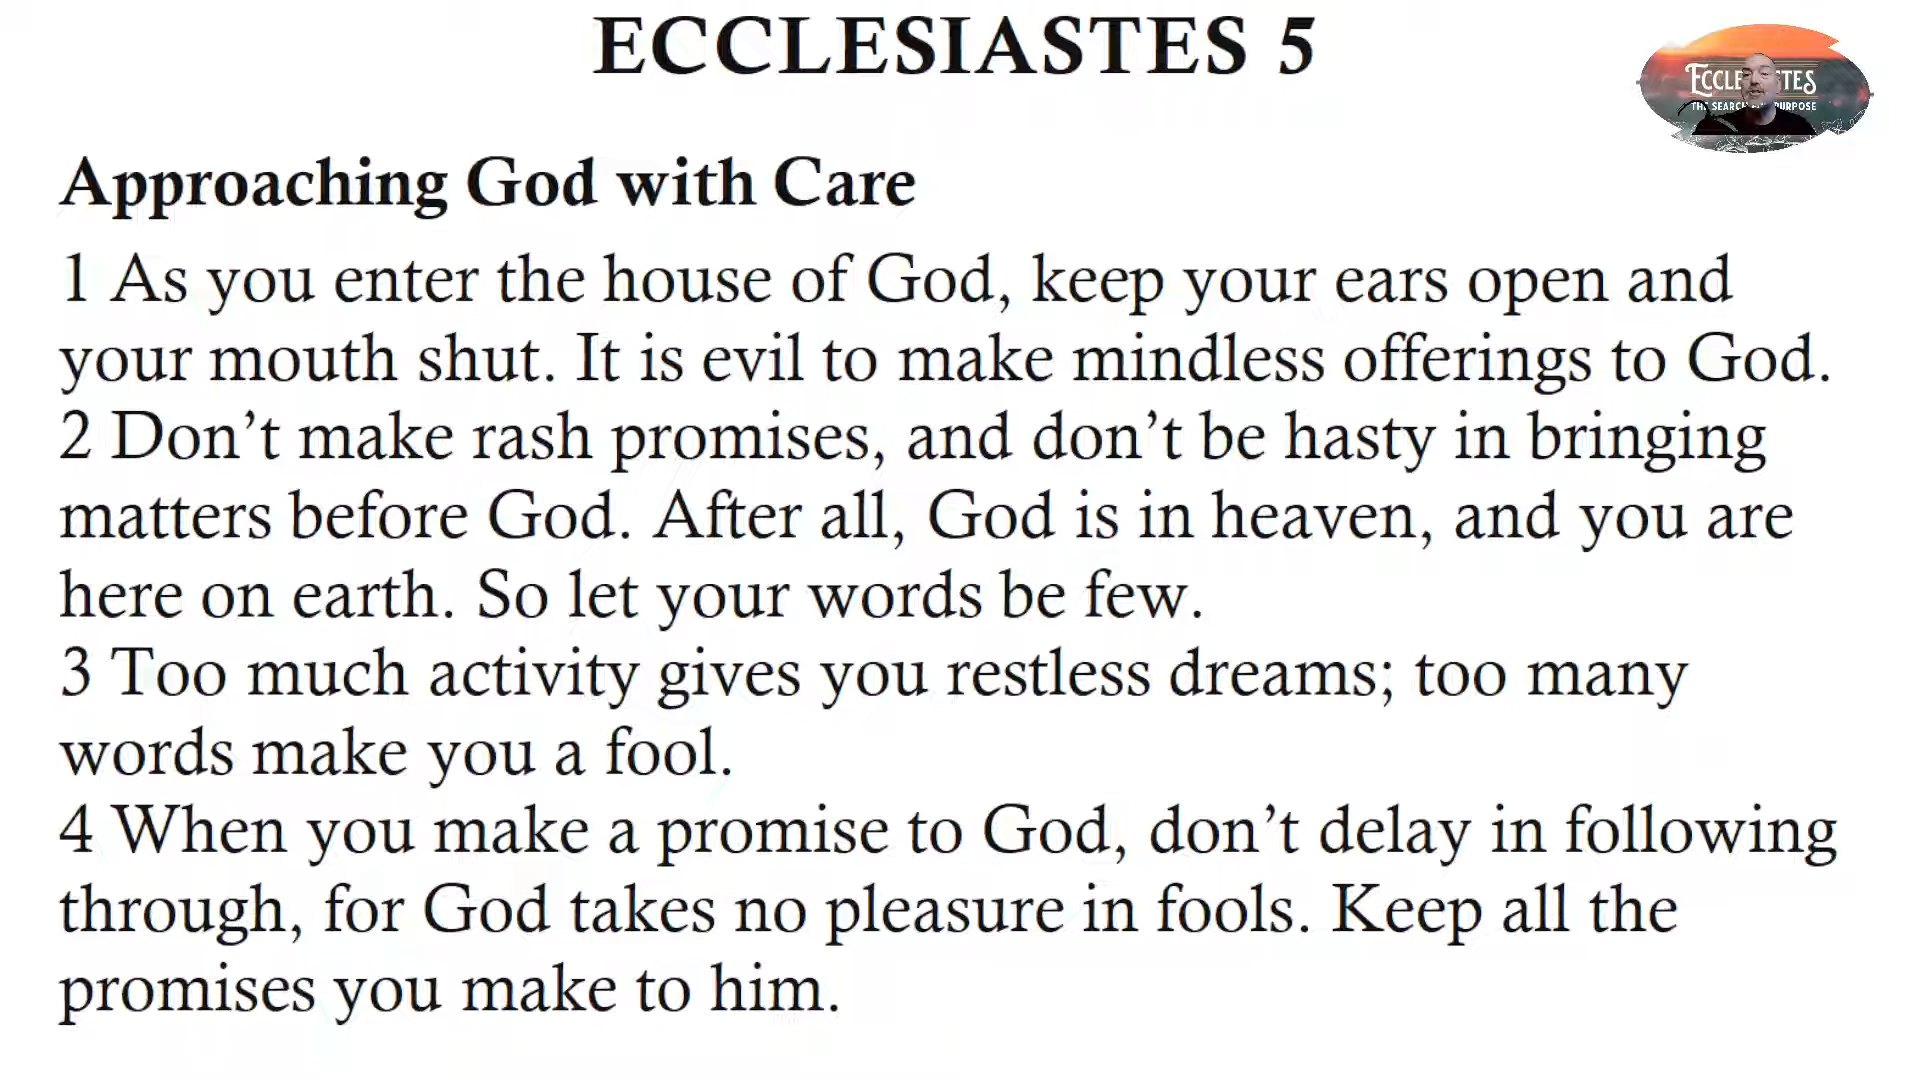 ECCLESIASTES 5
ECCLE TES
THE SEARCH PURPOSE
Approaching God with Care
1 As you enter the house of God, keep your ears open and
your mouth shut. It is evil to make mindless offerings to God.
2 Don’t make rash promises, and don’t be hasty in bringing
matters before God. After all, God is in heaven, and you are
here on earth. So let your words be few.
3 Too much activity gives you restless dreams; too many
words make you a fool.
4 When you make a promise to God, don’t delay in following
through, for God takes no pleasure in fools. Keep all the
promises you make to him.